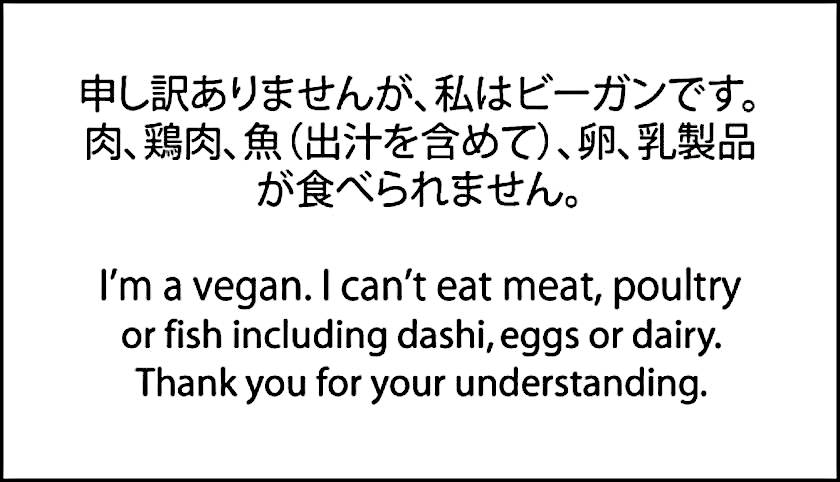 申し訳ありませんが、私はビーガンです。
肉、鶏肉、魚（出汁を含めて）、卵、乳製品
が食べられません。
I'm a vegan. I can't eat meat, poultry
or fish including dashi, eggs or dairy.
Thank you for your understanding.